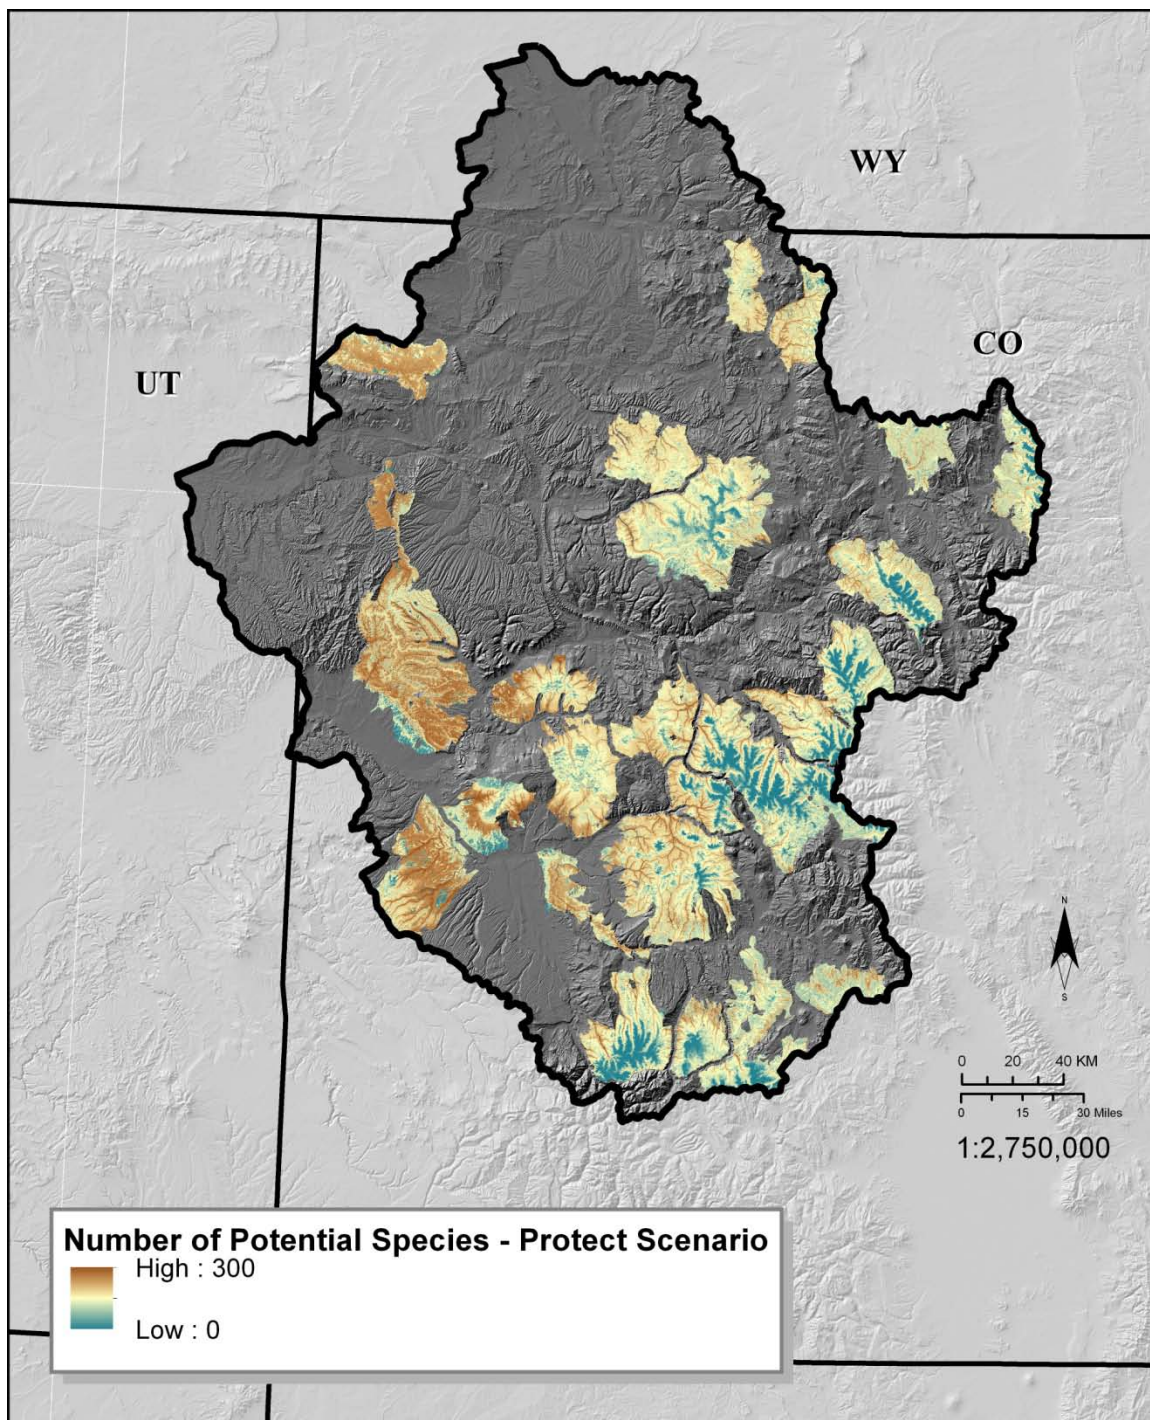 WY
CO
UT
N
S
0 20 40 KM
0 15 30 Miles
1:2,750,000
Number of Potential Species - Protect Scenario
High : 300
Low : 0